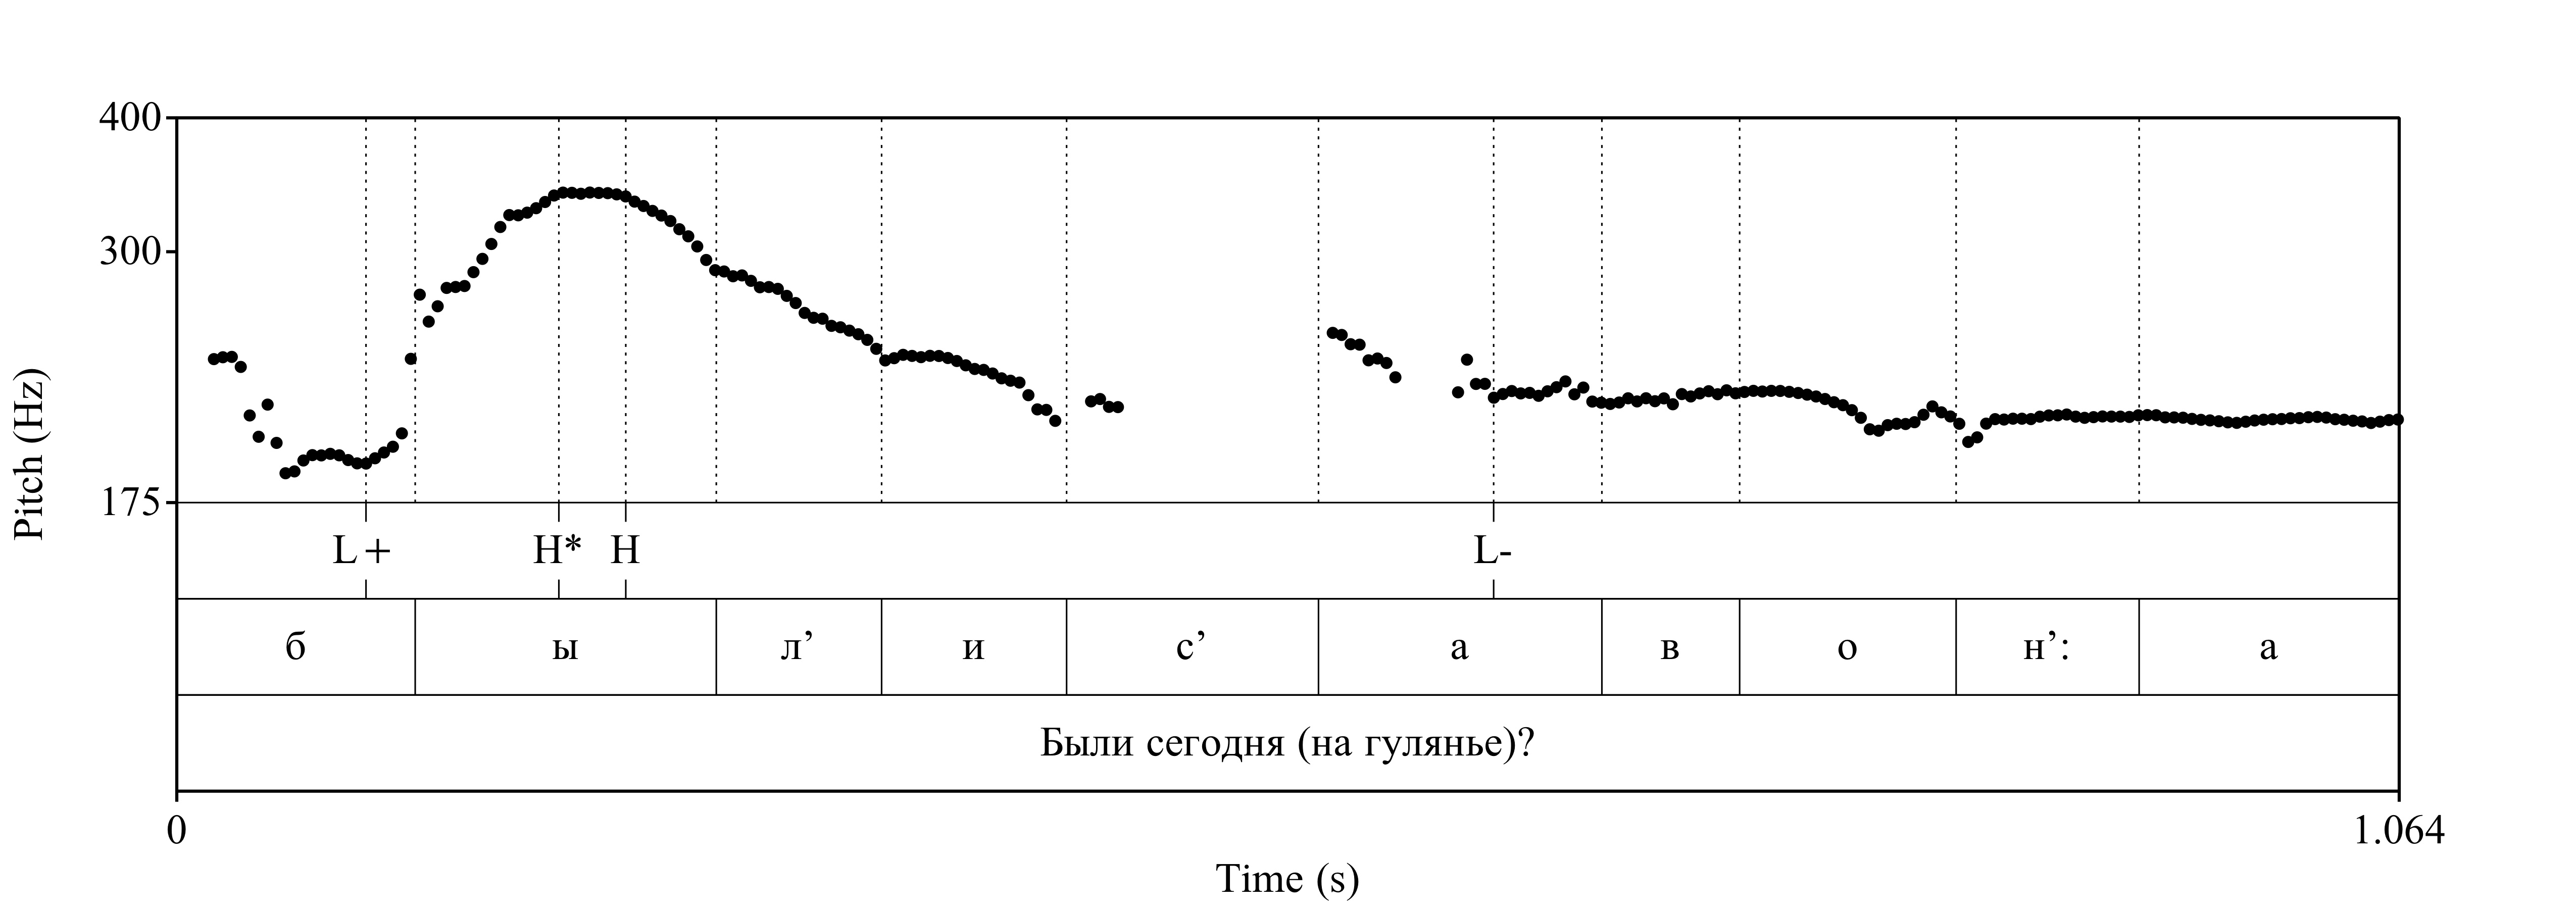 400
300
175
Pitch (Hz)
L+ H* H L-
б ы л’ и с’ а в о н’: а
Были сегодня (на гулянье)?
0 1.064
Time (s)